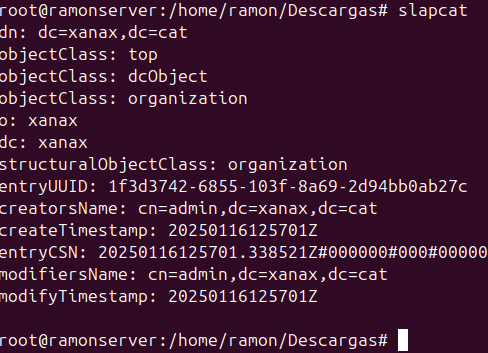 root@ramonserver:/home/ramon/Descargas# slapcat
dn: dc=xanax,dc=cat
objectClass: top
objectClass: dcObject
objectClass: organization
o: xanax
dc: xanax
structuralObjectClass: organization
entryUUID: 1f3d3742-6855-103f-8a69-2d94bb0ab27c
creatorsName: cn=admin,dc=xanax,dc=cat
createTimestamp: 20250116125701Z
entryCSN: 20250116125701.338521Z#000000#000#00000
modifiersName: cn=admin,dc=xanax,dc=cat
modifyTimestamp: 20250116125701Z
root@ramonserver:/home/ramon/Descargas#